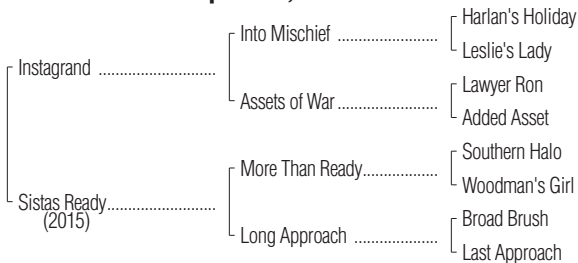 Harlan's Holiday
Into Mischief ........................
Leslie's Lady
Instagrand ............................
Lawyer Ron
Assets of War ........................
Added Asset
Southern Halo
More Than Ready..................
Woodman's Girl
Sistas Ready..........................
(2015)
Broad Brush
Long Approach ....................
Last Approach